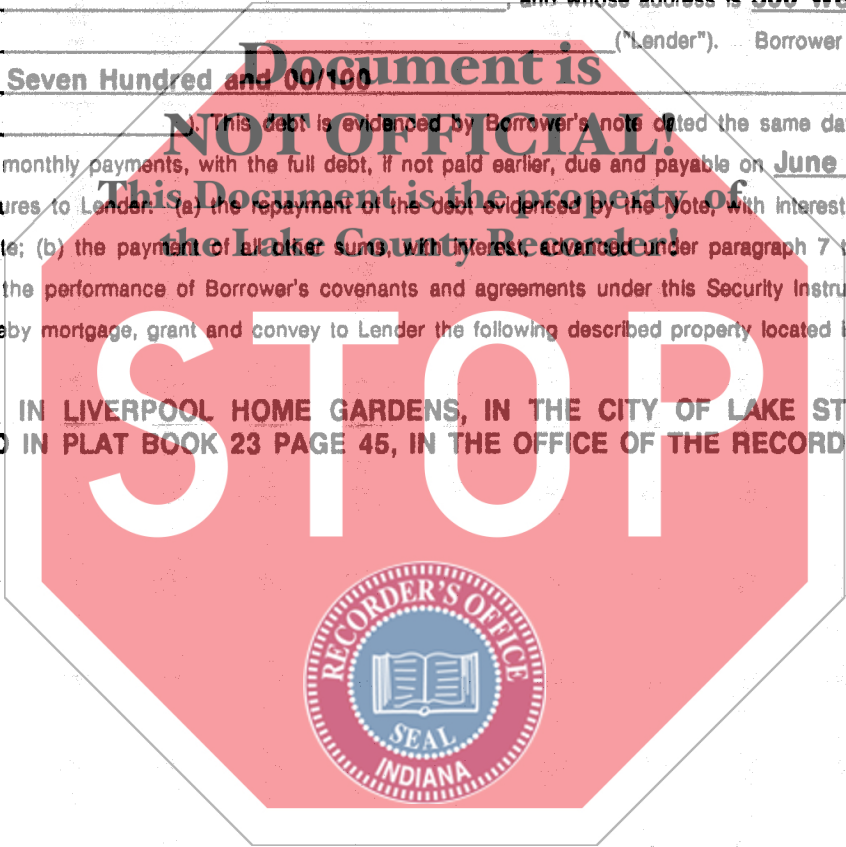 , and whose address is
("Lender"). Borrower
Document is
Seven Hundred and 00/100
NOT OFFICIAL!
). This debt is evidenced by Borrower's note dated the same da
monthly payments, with the full debt, if not paid earlier, due and payable on June
This Document is the property of
ures to Lender: (a) the repayment of the debt evidenced by the Note, with interest
the Lake County Recorder!
te; (b) the payment of all other sums, with interest, advanced under paragraph 7 t
the performance of Borrower's covenants and agreements under this Security Instru
eby mortgage, grant and convey to Lender the following described property located i
STOP
IN LIVERPOOL HOME GARDENS, IN THE CITY OF LAKE ST
IN PLAT BOOK 23 PAGE 45, IN THE OFFICE OF THE RECORD
RECORDER'S OFFICE
SEAL
INDIANA